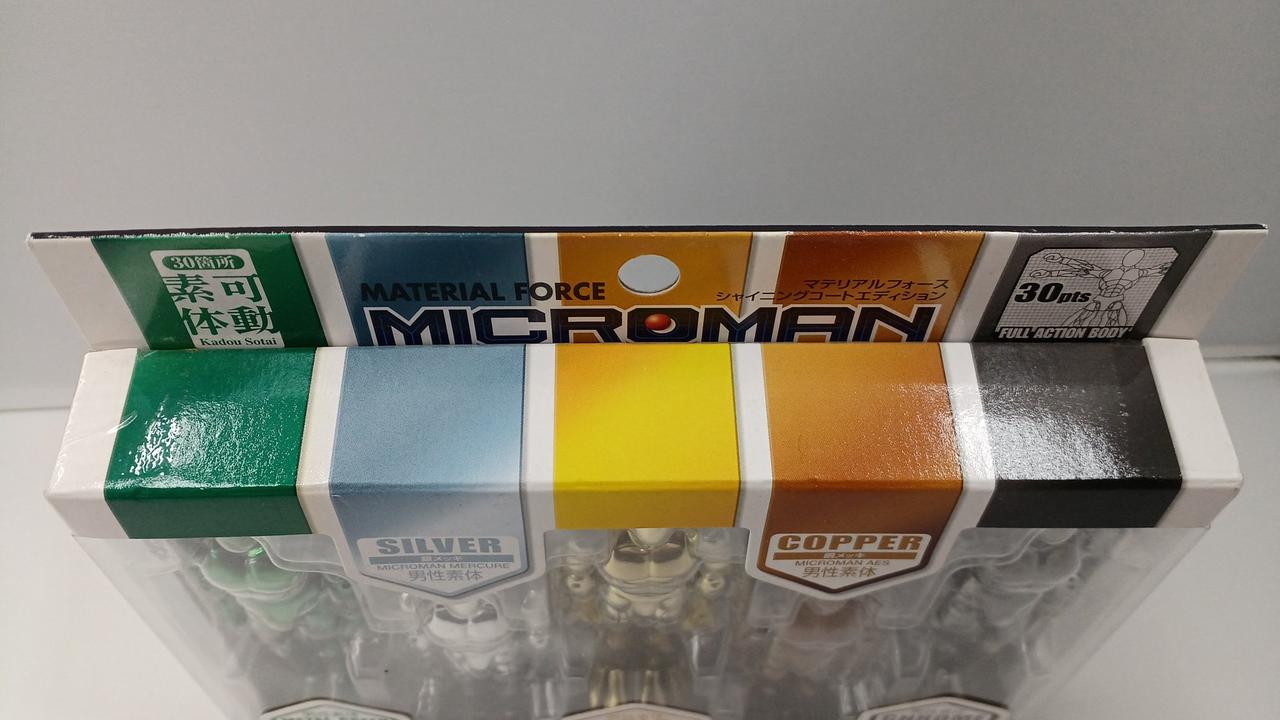 30箇所
可動
素体
Kadou Sotai
MATERIAL FORCE
マテリアルフォース
シャイニングコートエディション
MICROMAN
30pts
FULL ACTION BODY
SILVER
銀メッキ
MICROMAN MERCURE
男性素体
COPPER
銅メッキ
MICROMAN AES
男性素体